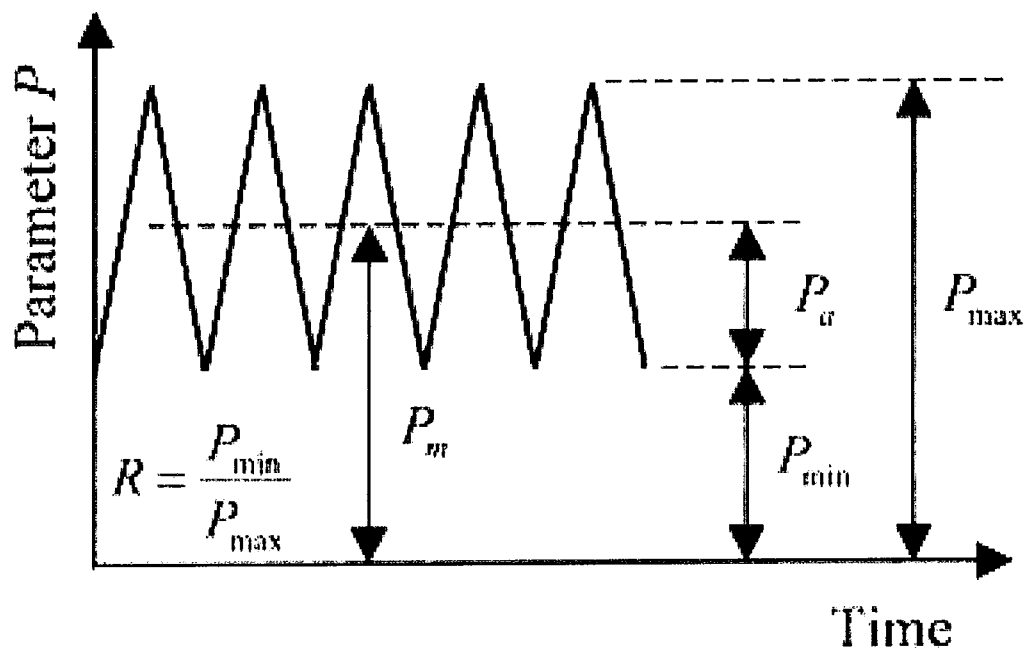 Parameter P
P_a
P_max
P_m
P_min
R = P_min / P_max
Time